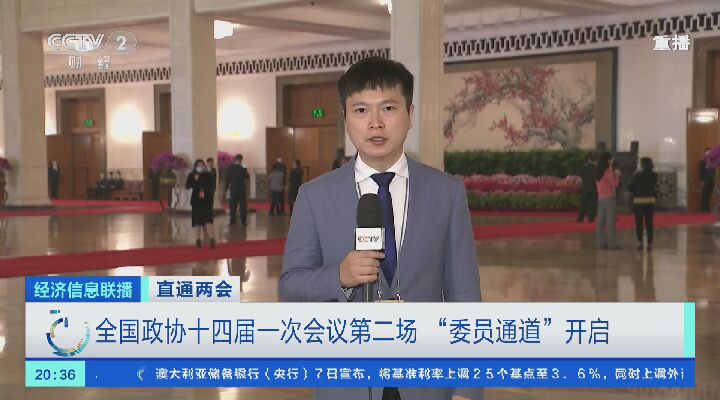 CCTV 2
财经
重播
CCTV
经济信息联播 直通两会
全国政协十四届一次会议第二场 “委员通道”开启
20:36 澳大利亚储备银行（央行）7日宣布，将基准利率上调25个基点至3.6%，同时上调外汇